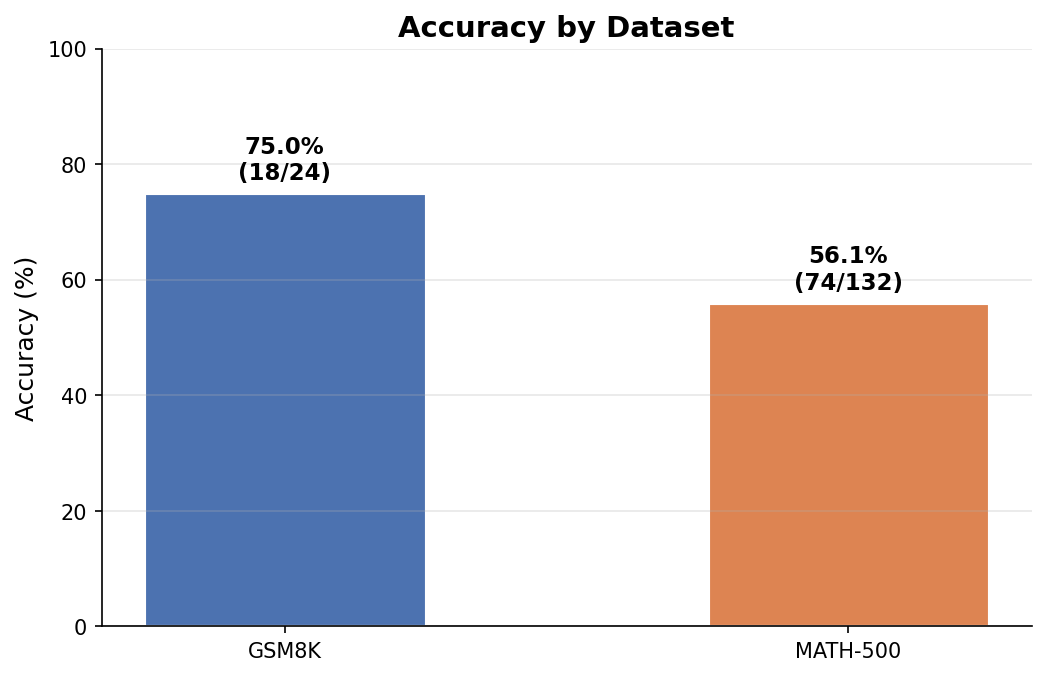 Accuracy by Dataset
100
80
60
40
20
0
Accuracy (%)
75.0%
(18/24)
56.1%
(74/132)
GSM8K
MATH-500